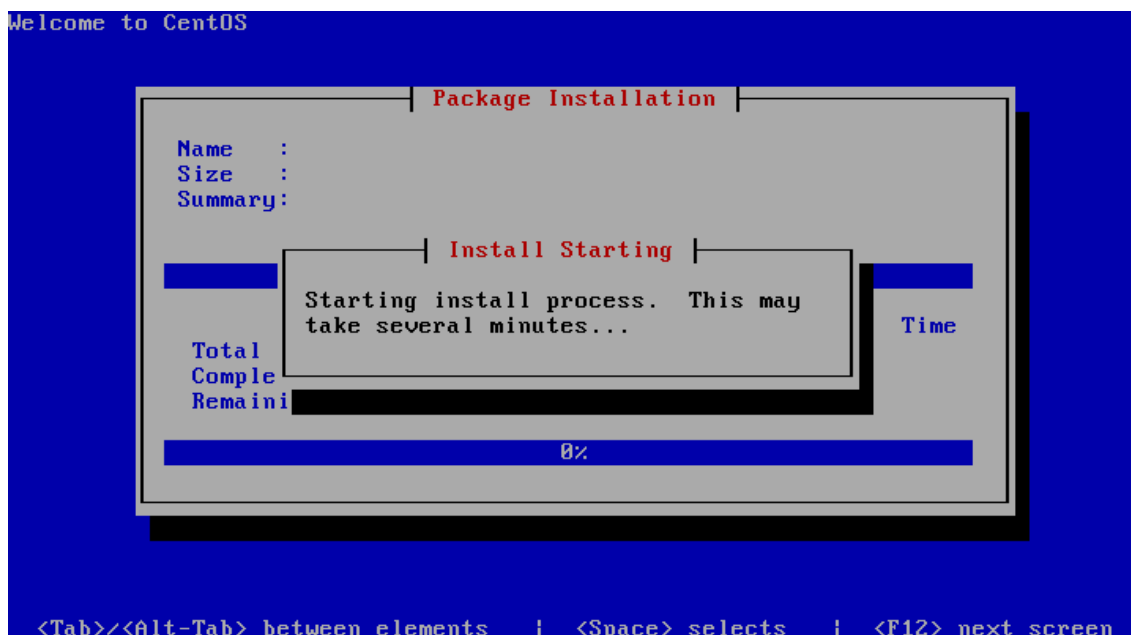 Welcome to CentOS
Package Installation
Name :
Size :
Summary:
Install Starting
Starting install process. This may
take several minutes...
Time
Total
Comple
Remaini
0%
<Tab>/<Alt-Tab> between elements | <Space> selects | <F12> next screen